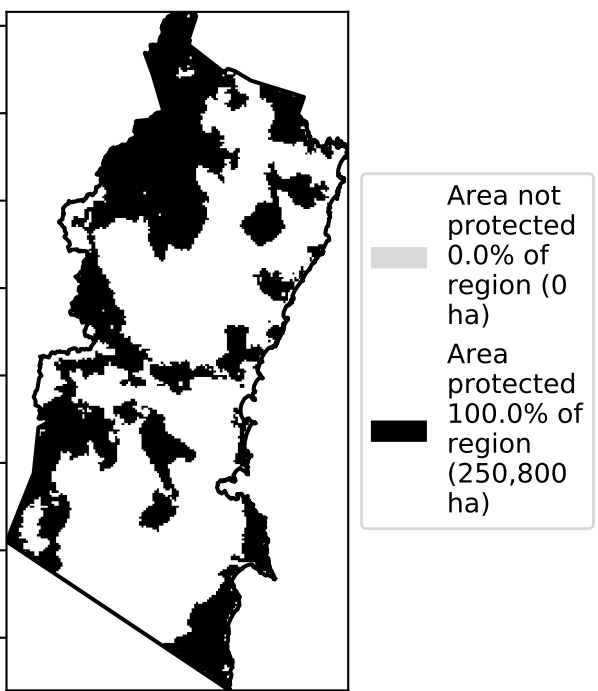 Area not
protected
0.0% of
region (0
ha)
Area
protected
100.0% of
region
(250,800
ha)